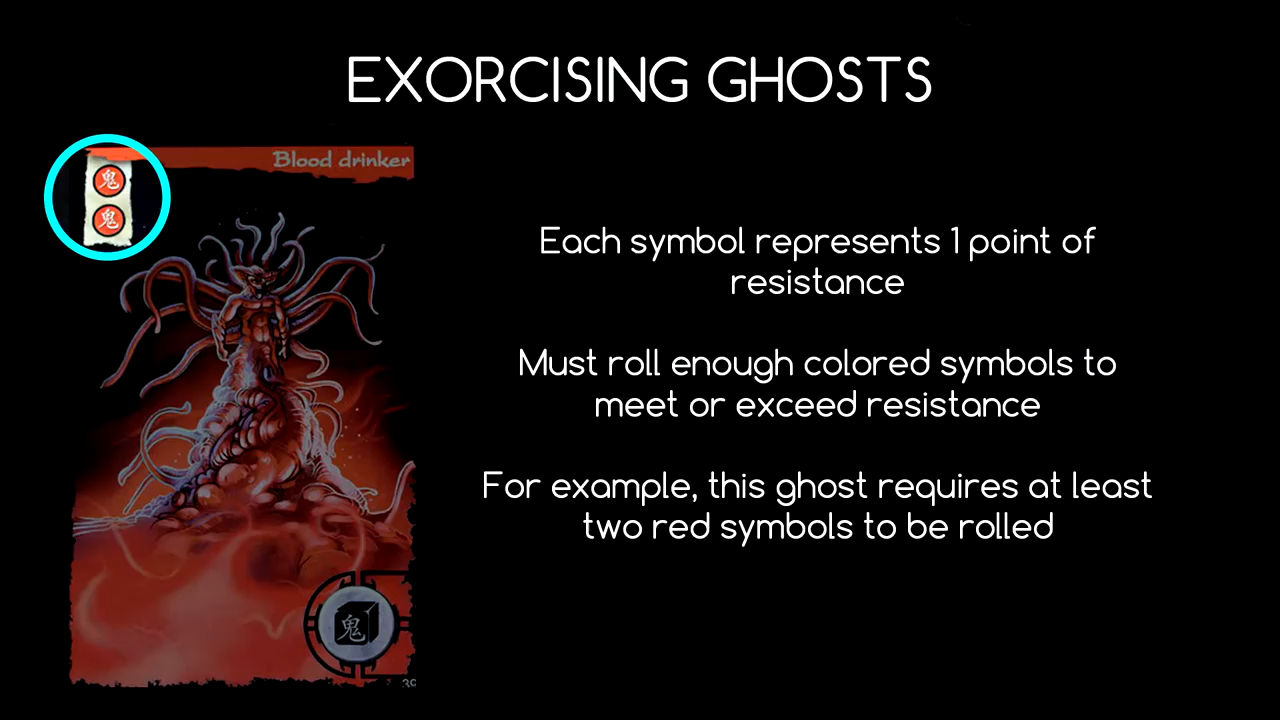 EXORCISING GHOSTS
Blood drinker
鬼
鬼
Each symbol represents 1 point of
resistance
Must roll enough colored symbols to
meet or exceed resistance
For example, this ghost requires at least
two red symbols to be rolled
鬼
39